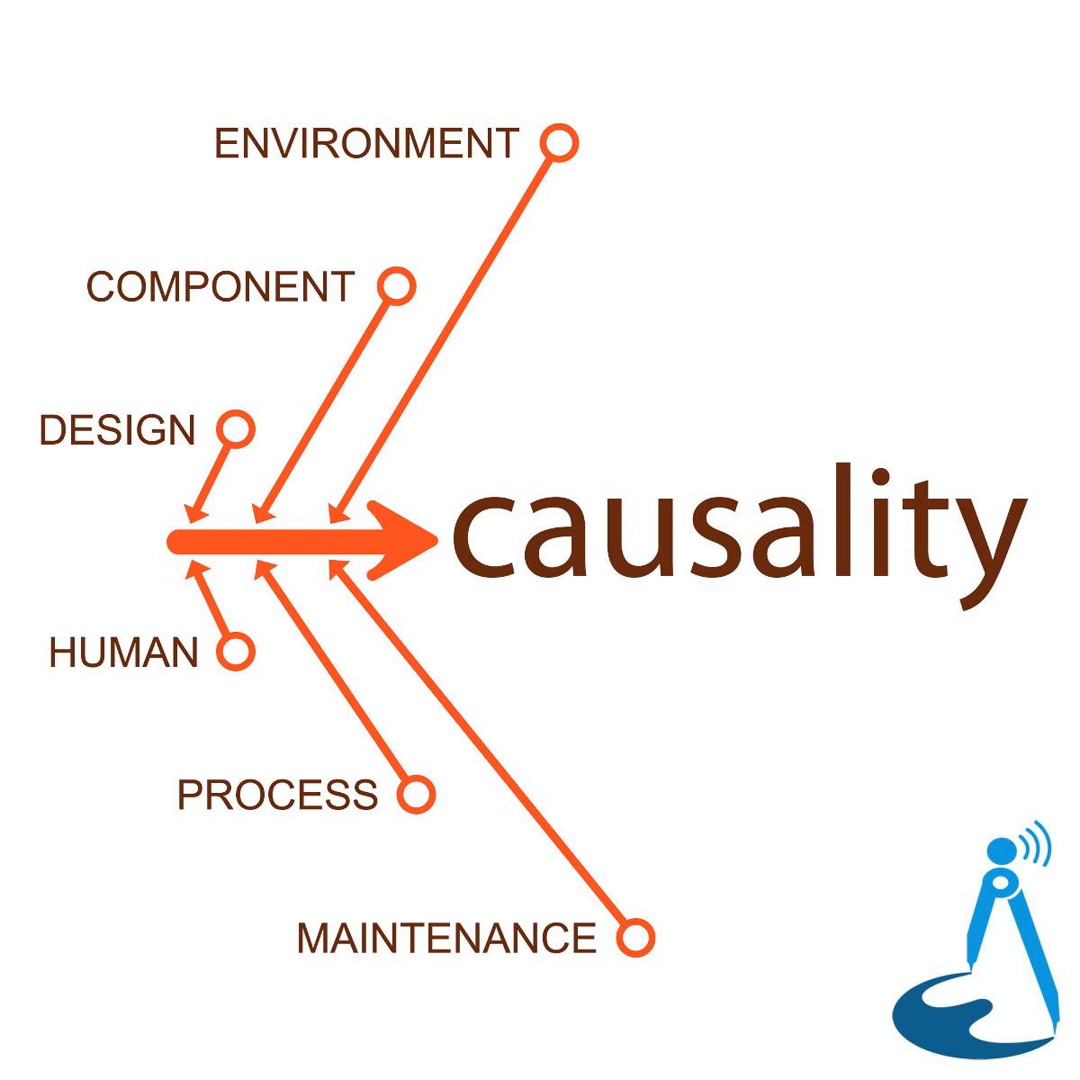 ENVIRONMENT
COMPONENT
DESIGN
causality
HUMAN
PROCESS
MAINTENANCE